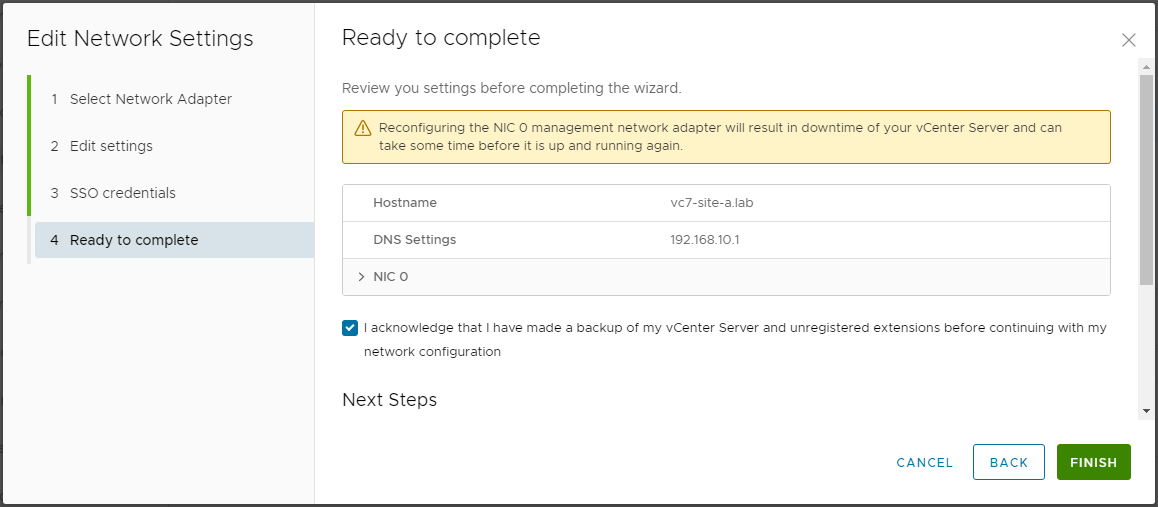 Edit Network Settings
1 Select Network Adapter
2 Edit settings
3 SSO credentials
4 Ready to complete
Ready to complete
Review you settings before completing the wizard.
Reconfiguring the NIC 0 management network adapter will result in downtime of your vCenter Server and can
take some time before it is up and running again.
Hostname vc7-site-a.lab
DNS Settings 192.168.10.1
NIC 0
I acknowledge that I have made a backup of my vCenter Server and unregistered extensions before continuing with my
network configuration
Next Steps
CANCEL BACK FINISH